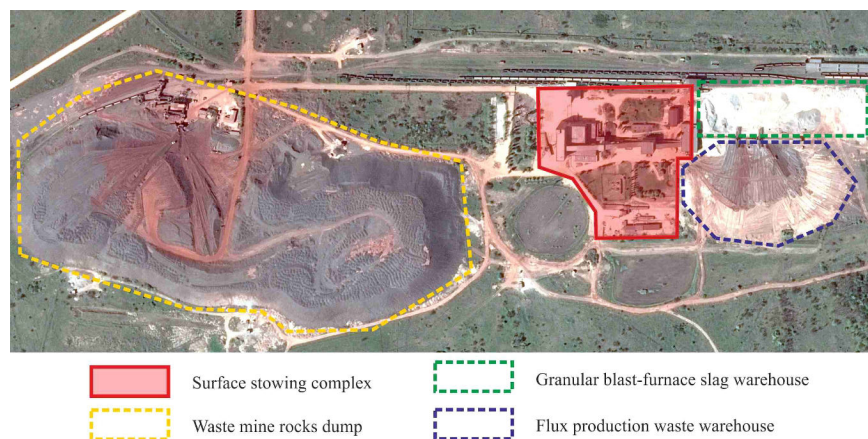 Surface stowing complex
Granular blast-furnace slag warehouse
Waste mine rocks dump
Flux production waste warehouse